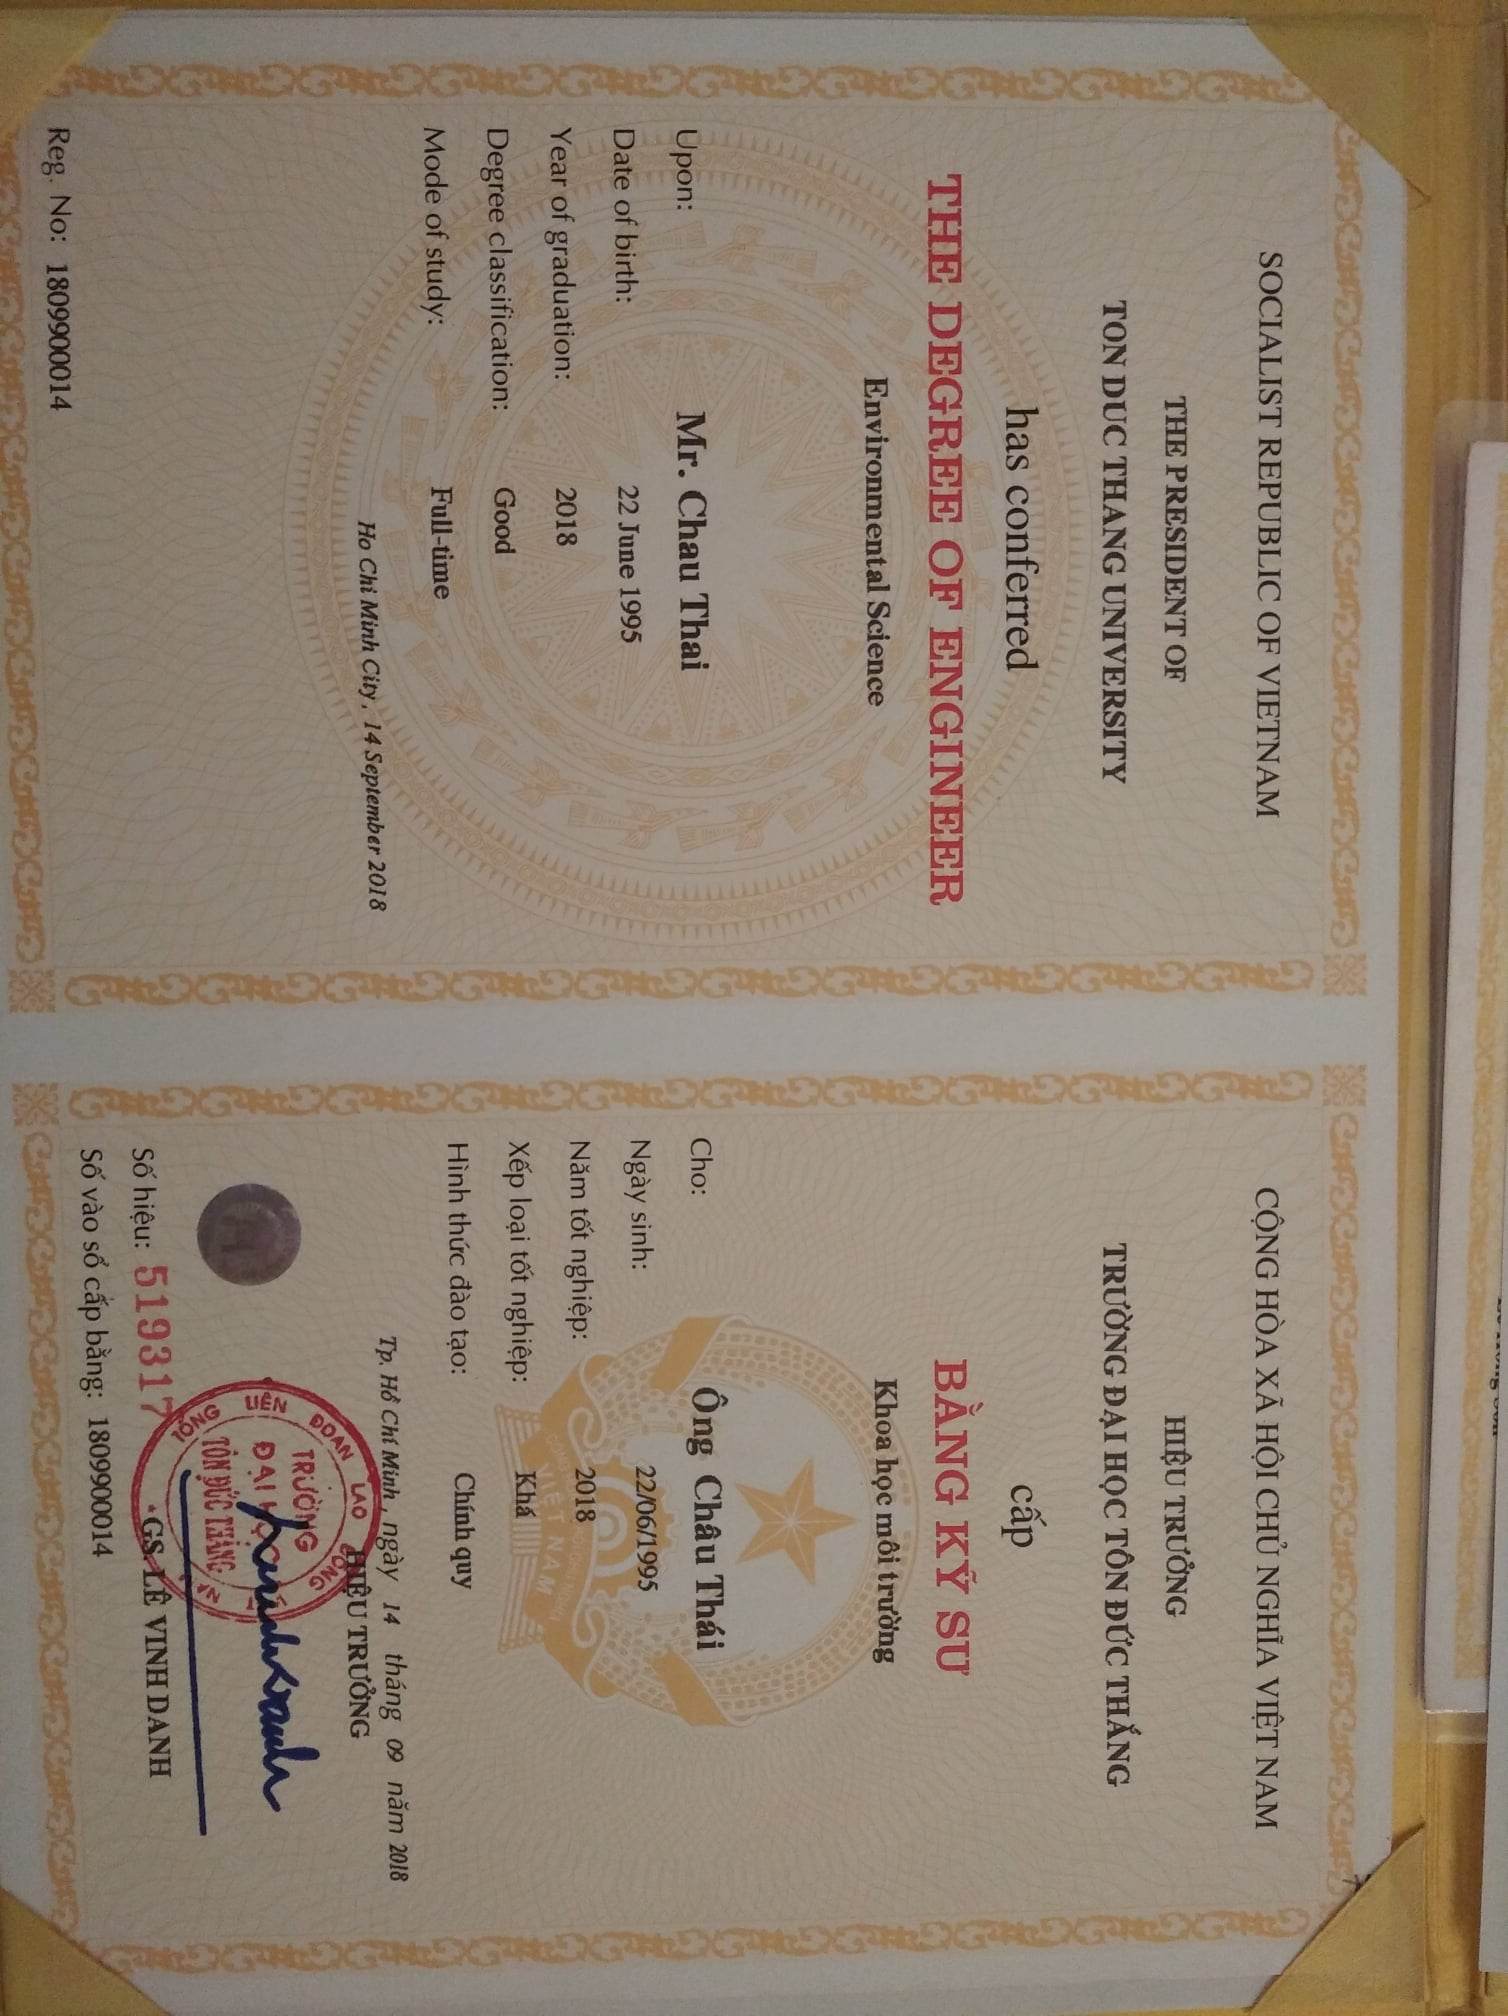 SOCIALIST REPUBLIC OF VIETNAM
THE PRESIDENT OF
TON DUC THANG UNIVERSITY
has conferred
THE DEGREE OF ENGINEER
Environmental Science
Upon: Mr. Chau Thai
Date of birth: 22 June 1995
Year of graduation: 2018
Degree classification: Good
Mode of study: Full-time
Ho Chi Minh City, 14 September 2018
Reg. No: 1809900014
CỘNG HÒA XÃ HỘI CHỦ NGHĨA VIỆT NAM
HIỆU TRƯỞNG
TRƯỜNG ĐẠI HỌC TÔN ĐỨC THẮNG
cấp
BẰNG KỸ SƯ
Khoa học môi trường
Cho: Ông Châu Thái
Ngày sinh: 22/06/1995
Năm tốt nghiệp: 2018
VIỆT NAM
Xếp loại tốt nghiệp: Khá
Hình thức đào tạo: Chính quy
Tp. Hồ Chí Minh, ngày 14 tháng 09 năm 2018
HIỆU TRƯỞNG
TỔNG LIÊN ĐOÀN LAO ĐỘNG VIỆT NAM
TRƯỜNG
ĐẠI HỌC
TÔN ĐỨC THẮNG
Số hiệu: 519317
GS. LÊ VINH DANH
Số vào sổ cấp bằng: 1809900014